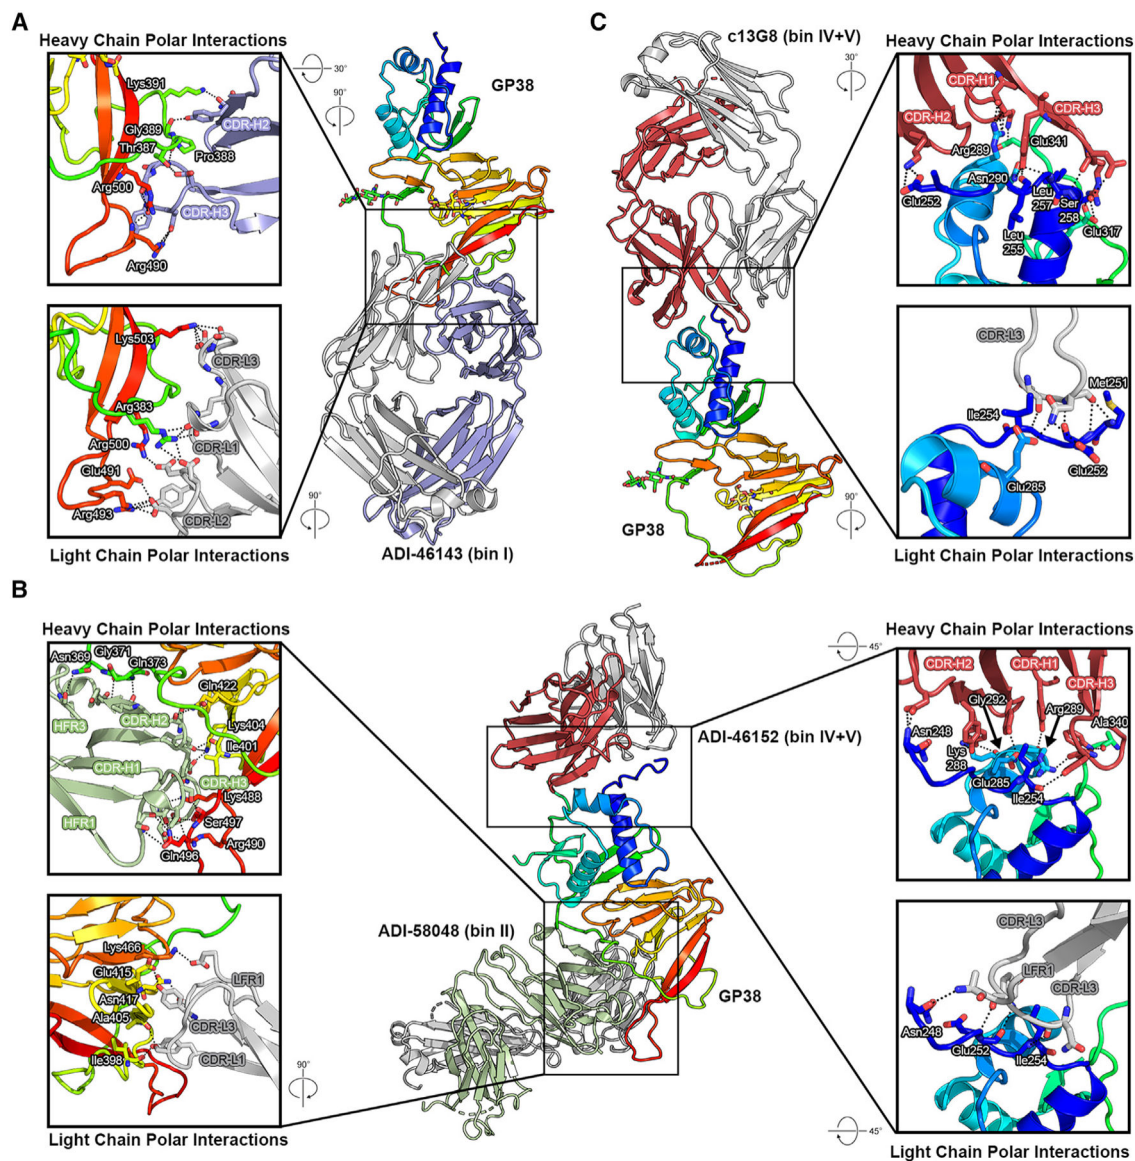 A
Heavy Chain Polar Interactions
Lys391
CDR-H2
Gly389
Thr387
Pro388
Arg500
CDR-H3
Arg490
30°
90°
GP38
Lys503
CDR-L3
Arg383
CDR-L1
Arg500
Glu491
Arg493
CDR-L2
Light Chain Polar Interactions
90°
ADI-46143 (bin I)
C
c13G8 (bin IV+V)
30°
90°
Heavy Chain Polar Interactions
CDR-H1
CDR-H3
CDR-H2
Glu341
Arg289
Asn290
Leu
257
Ser
258
Glu252
Leu
255
Glu317
CDR-L3
Met251
Ile254
Glu252
Glu285
Light Chain Polar Interactions
GP38
90°
30°
B
Heavy Chain Polar Interactions
Asn369
Gly371
Gln373
Gln422
CDR-H2
HFR3
Lys404
Ile401
CDR-H1
CDR-H3
Lys488
HFR1
Ser497
Arg490
Gln496
Lys466
Glu415
LFR1
Asn417
CDR-L3
Ala405
Ile398
CDR-L1
Light Chain Polar Interactions
90°
ADI-58048 (bin II)
ADI-46152 (bin IV+V)
GP38
45°
Heavy Chain Polar Interactions
CDR-H2
CDR-H1
CDR-H3
Gly292
Arg289
Asn248
Ala340
Lys
288
Glu285
Ile254
CDR-L3
LFR1
CDR-L3
Asn248
Glu252
Ile254
45°
Light Chain Polar Interactions